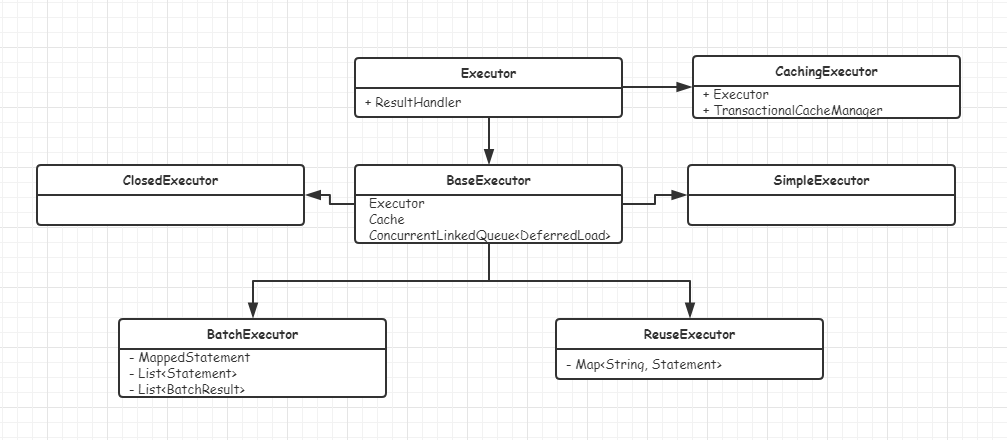 Executor
+ ResultHandler
CachingExecutor
+ Executor
+ TransactionalCacheManager
ClosedExecutor
BaseExecutor
Executor
Cache
ConcurrentLinkedQueue<DeferredLoad>
SimpleExecutor
BatchExecutor
- MappedStatement
- List<Statement>
- List<BatchResult>
ReuseExecutor
- Map<String, Statement>